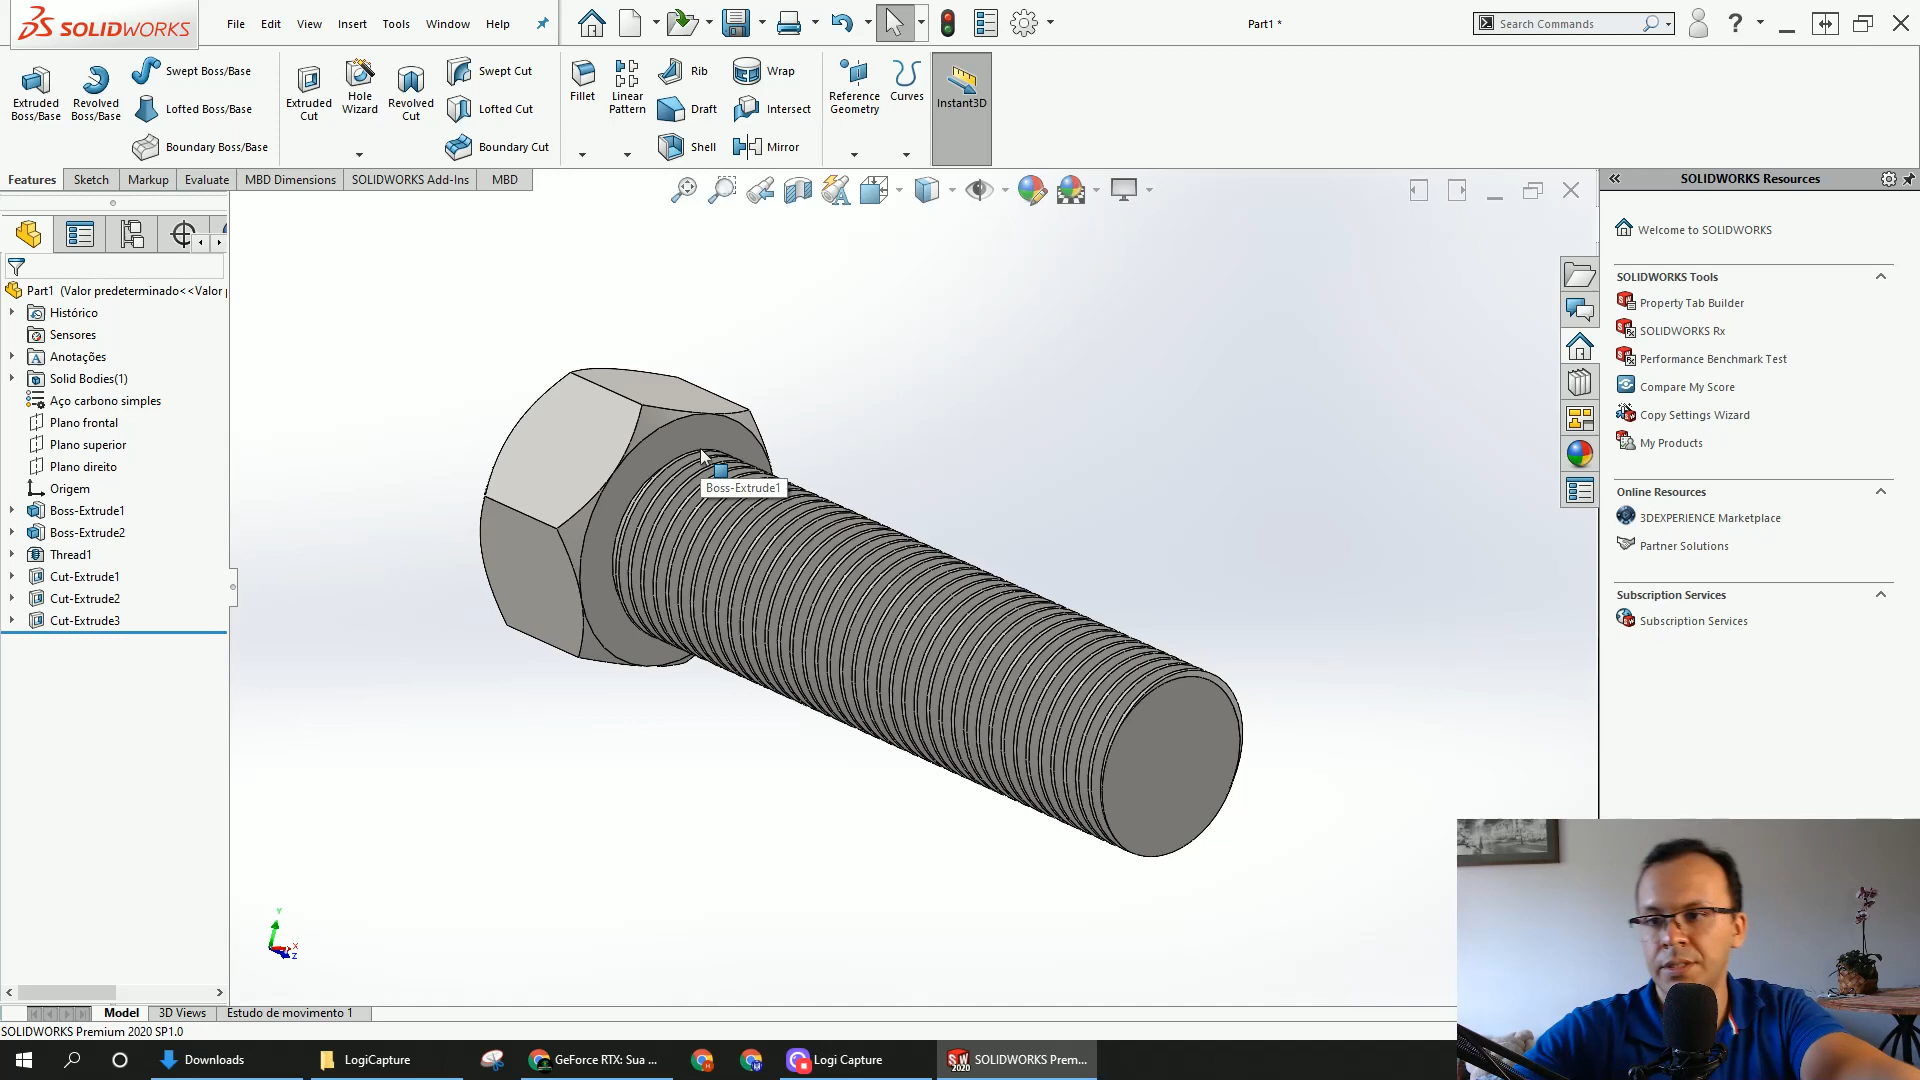 SOLIDWORKS
File Edit View Insert Tools Window Help
Part1 *
Search Commands
?
Extruded Boss/Base
Revolved Boss/Base
Swept Boss/Base
Lofted Boss/Base
Boundary Boss/Base
Extruded Cut
Hole Wizard
Revolved Cut
Swept Cut
Lofted Cut
Boundary Cut
Fillet
Linear Pattern
Rib
Draft
Shell
Wrap
Intersect
Mirror
Reference Geometry
Curves
Instant3D
Features Sketch Markup Evaluate MBD Dimensions SOLIDWORKS Add-Ins MBD
Part1 (Valor predeterminado<<Valor
Histórico
Sensores
Anotações
Solid Bodies(1)
Aço carbono simples
Plano frontal
Plano superior
Plano direito
Origem
Boss-Extrude1
Boss-Extrude2
Thread1
Cut-Extrude1
Cut-Extrude2
Cut-Extrude3
Boss-Extrude1
Y
X
Z
SOLIDWORKS Resources
Welcome to SOLIDWORKS
SOLIDWORKS Tools
Property Tab Builder
SOLIDWORKS Rx
Performance Benchmark Test
Compare My Score
Copy Settings Wizard
My Products
Online Resources
3DEXPERIENCE Marketplace
Partner Solutions
Subscription Services
Subscription Services
Model 3D Views Estudo de movimento 1
SOLIDWORKS Premium 2020 SP1.0
Downloads
LogiCapture
GeForce RTX: Sua ...
Logi Capture
SW 2020
SOLIDWORKS Prem...